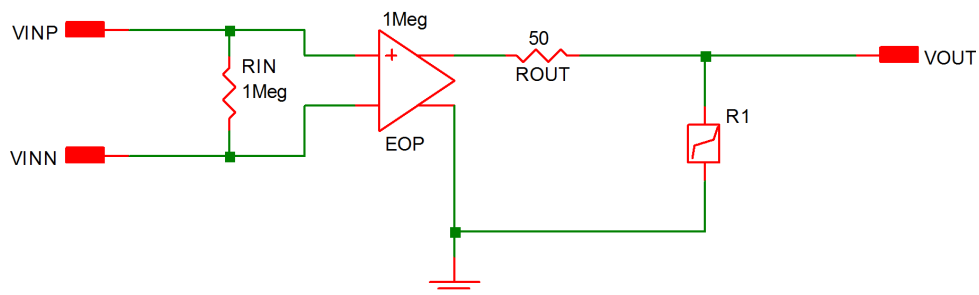 VINP
1Meg
50
ROUT
VOUT
RIN
1Meg
+
R1
EOP
VINN